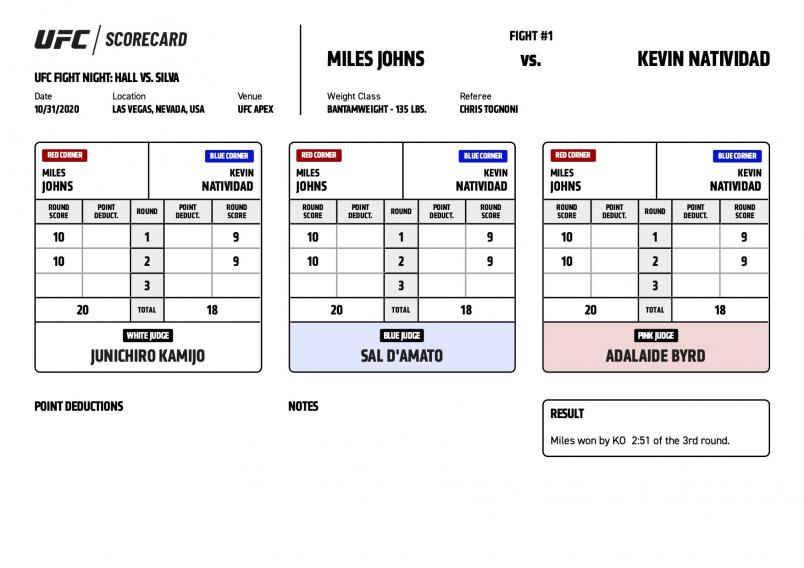 UFC / SCORECARD
UFC FIGHT NIGHT: HALL VS. SILVA
Date Location Venue
10/31/2020 LAS VEGAS, NEVADA, USA UFC APEX
FIGHT #1
MILES JOHNS vs. KEVIN NATIVIDAD
Weight Class Referee
BANTAMWEIGHT - 135 LBS. CHRIS TOGNONI
RED CORNER BLUE CORNER
MILES KEVIN
JOHNS NATIVIDAD
ROUND SCORE POINT DEDUCT. ROUND POINT DEDUCT. ROUND SCORE
10 1 9
10 2 9
3
20 TOTAL 18
WHITE JUDGE
JUNICHIRO KAMIJO
RED CORNER BLUE CORNER
MILES KEVIN
JOHNS NATIVIDAD
ROUND SCORE POINT DEDUCT. ROUND POINT DEDUCT. ROUND SCORE
10 1 9
10 2 9
3
20 TOTAL 18
BLUE JUDGE
SAL D'AMATO
RED CORNER BLUE CORNER
MILES KEVIN
JOHNS NATIVIDAD
ROUND SCORE POINT DEDUCT. ROUND POINT DEDUCT. ROUND SCORE
10 1 9
10 2 9
3
20 TOTAL 18
PINK JUDGE
ADALAIDE BYRD
POINT DEDUCTIONS
NOTES
RESULT
Miles won by KO 2:51 of the 3rd round.